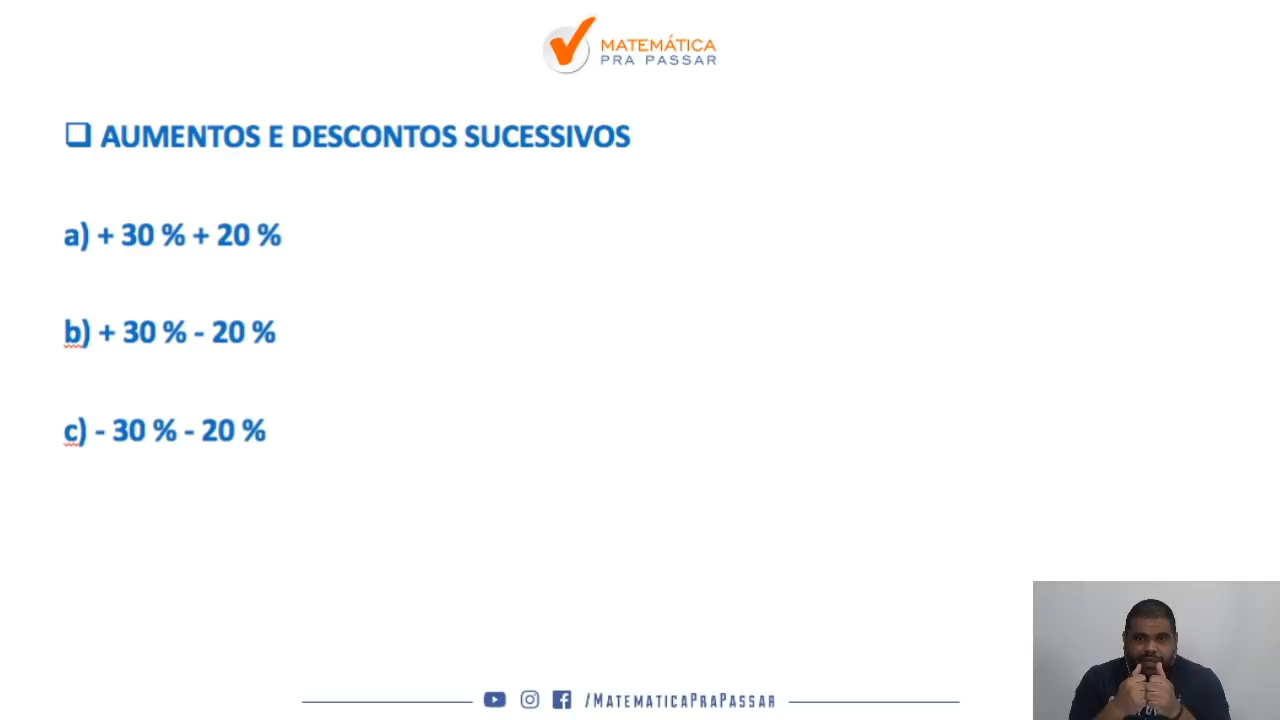 MATEMÁTICA
PRA PASSAR
AUMENTOS E DESCONTOS SUCESSIVOS
a) + 30 % + 20 %
b) + 30 % - 20 %
c) - 30 % - 20 %
/MATEMATICAPRAPASSAR